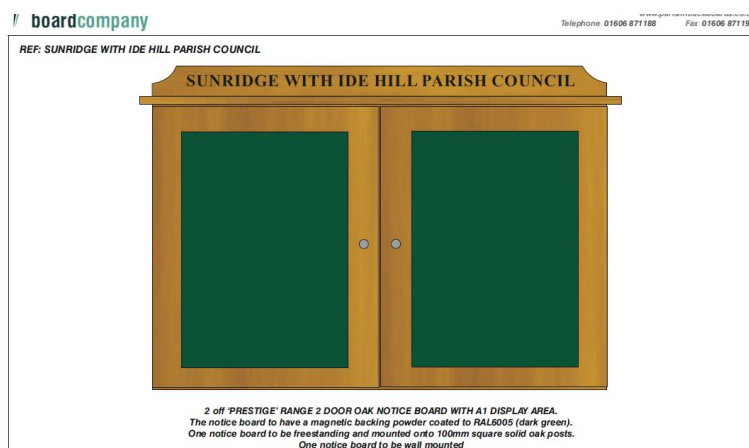 boardcompany
Telephone 01606 871188 Fax 01606 87119
REF: SUNRIDGE WITH IDE HILL PARISH COUNCIL
SUNRIDGE WITH IDE HILL PARISH COUNCIL
2 off 'PRESTIGE' RANGE 2 DOOR OAK NOTICE BOARD WITH A1 DISPLAY AREA.
The notice board to have a magnetic backing powder coated to RAL6005 (dark green).
One notice board to be freestanding and mounted onto 100mm square solid oak posts.
One notice board to be wall mounted